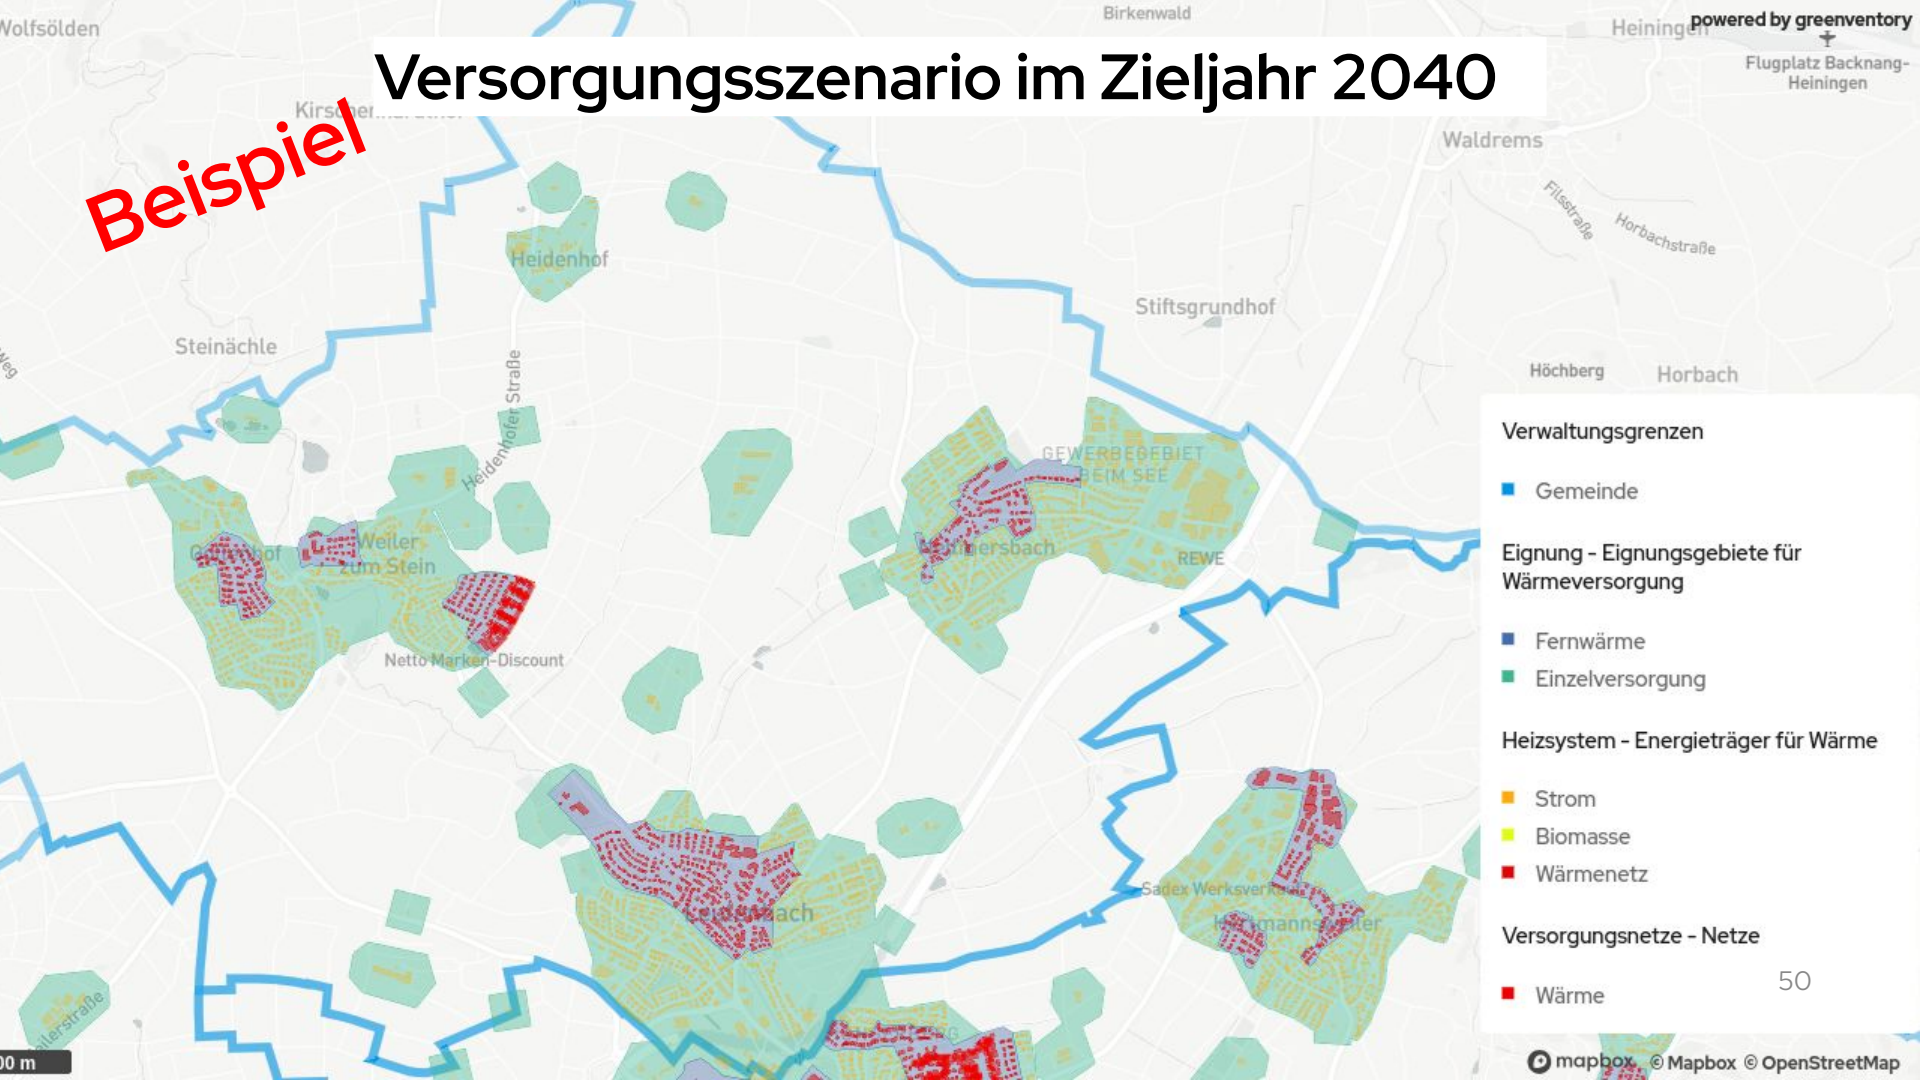 Wolfsölden
Birkenwald
Heiningen
powered by greenventory
Flugplatz Backnang-
Heiningen
Versorgungsszenario im Zieljahr 2040
Beispiel
Waldrems
Filsstraße
Horbachstraße
Heidenhof
Stiftsgrundhof
Steinächle
Weg
Heidenhofer Straße
Höchberg
Horbach
GEWERBEGEBIET
BEIM SEE
Weiler
zum Stein
REWE
Netto Marken-Discount
Sadex Werksverkauf
Verwaltungsgrenzen
Gemeinde
Eignung - Eignungsgebiete für
Wärmeversorgung
Fernwärme
Einzelversorgung
Heizsystem - Energieträger für Wärme
Strom
Biomasse
Wärmenetz
Versorgungsnetze - Netze
Wärme
50
00 m
mapbox
© Mapbox © OpenStreetMap